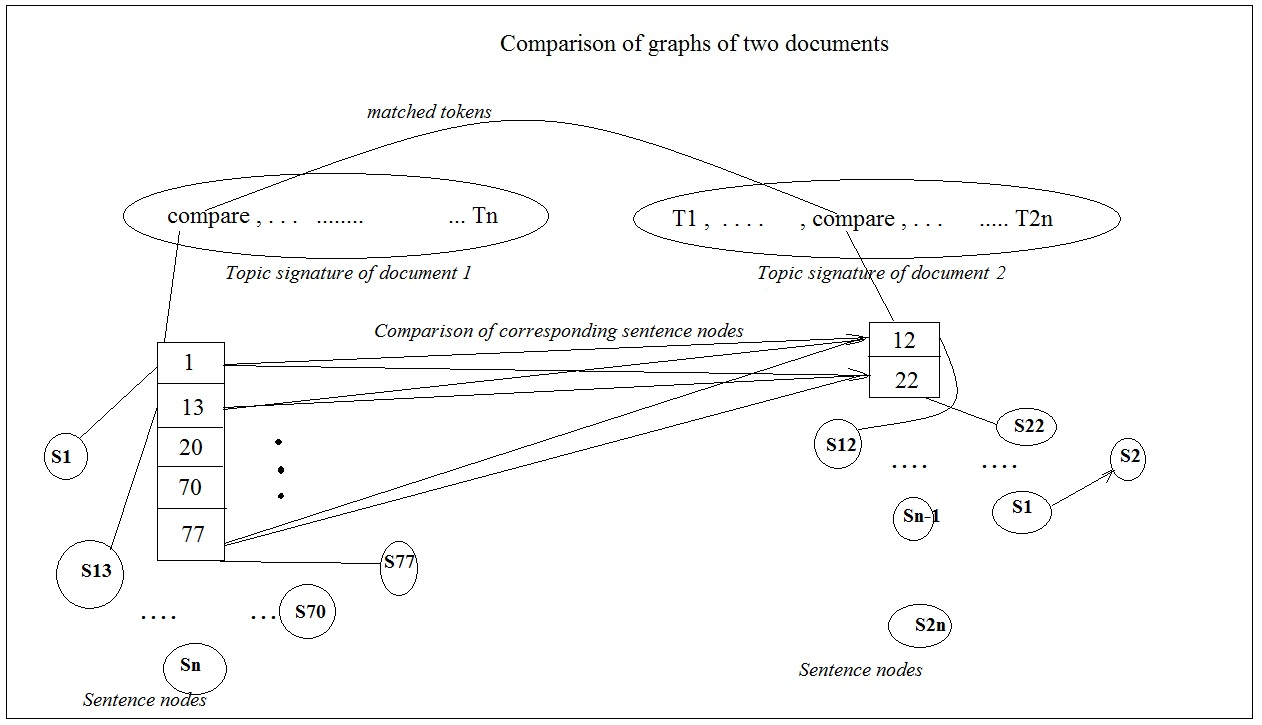 Comparison of graphs of two documents
matched tokens
compare , . . . ........ ... Tn
T1 , . . . . , compare , . . . ..... T2n
Topic signature of document 1
Topic signature of document 2
Comparison of corresponding sentence nodes
1
13
20
70
77
12
22
S1
S13
S77
. . . .
. . .
S70
Sn
Sentence nodes
S12
S22
. . . .
. . . .
S2
Sn-1
S1
S2n
Sentence nodes